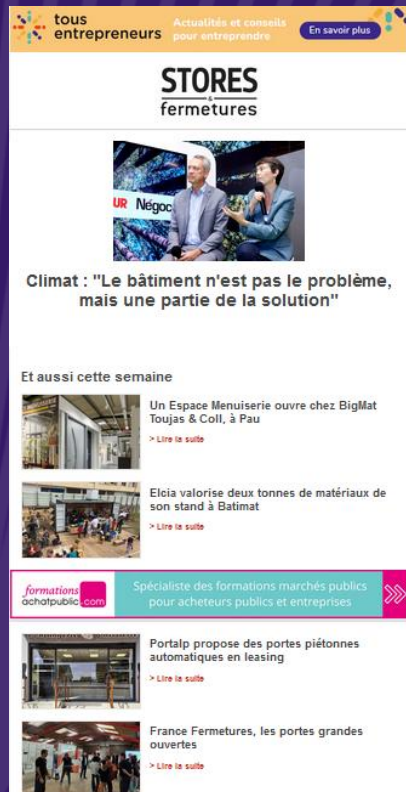 tous
entrepreneurs
Actualités et conseils
pour entreprendre
En savoir plus
STORES
&
fermetures
UR Négoc
Climat : "Le bâtiment n'est pas le problème,
mais une partie de la solution"
Et aussi cette semaine
Un Espace Menuiserie ouvre chez BigMat
Toujas & Coll, à Pau
> Lire la suite
Elcia valorise deux tonnes de matériaux de
son stand à Batimat
> Lire la suite
formations
achatpublic.com
Spécialiste des formations marchés publics
pour acheteurs publics et entreprises
Portalp propose des portes piétonnes
automatiques en leasing
> Lire la suite
France Fermetures, les portes grandes
ouvertes
> Lire la suite